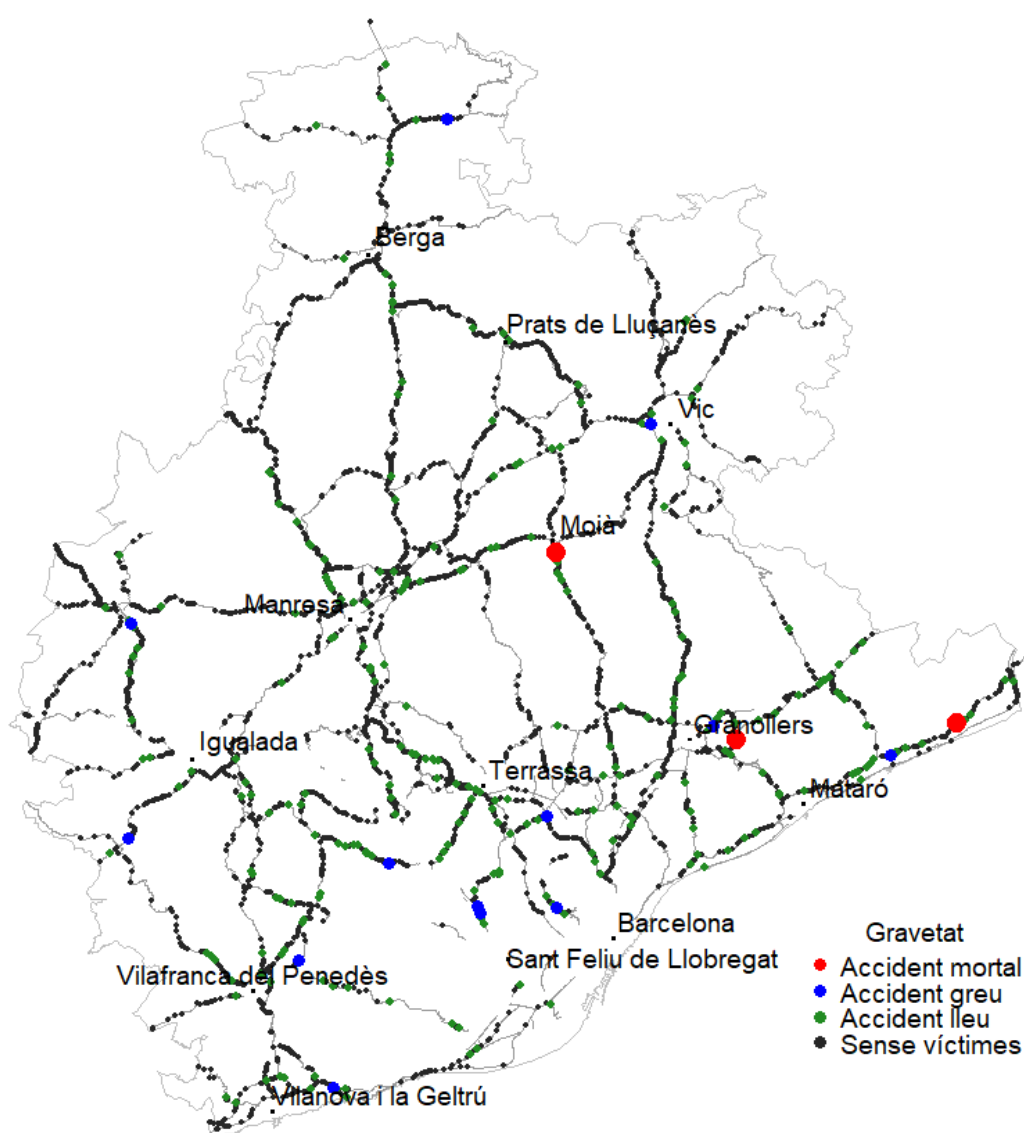 Berga
Prats de Lluçanès
Vic
Moià
Manresa
Granollers
Igualada
Terrassa
Mataró
Barcelona
Sant Feliu de Llobregat
Vilafranca del Penedès
Vilanova i la Geltrú
Gravetat
Accident mortal
Accident greu
Accident lleu
Sense víctimes